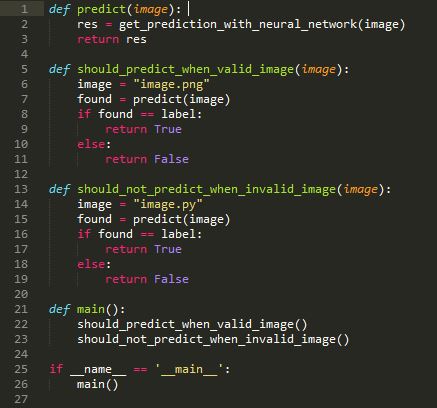 1 def predict(image):
2     res = get_prediction_with_neural_network(image)
3     return res
4
5 def should_predict_when_valid_image(image):
6     image = "image.png"
7     found = predict(image)
8     if found == label:
9         return True
10     else:
11         return False
12
13 def should_not_predict_when_invalid_image(image):
14     image = "image.py"
15     found = predict(image)
16     if found == label:
17         return True
18     else:
19         return False
20
21 def main():
22     should_predict_when_valid_image()
23     should_not_predict_when_invalid_image()
24
25 if __name__ == '__main__':
26     main()
27